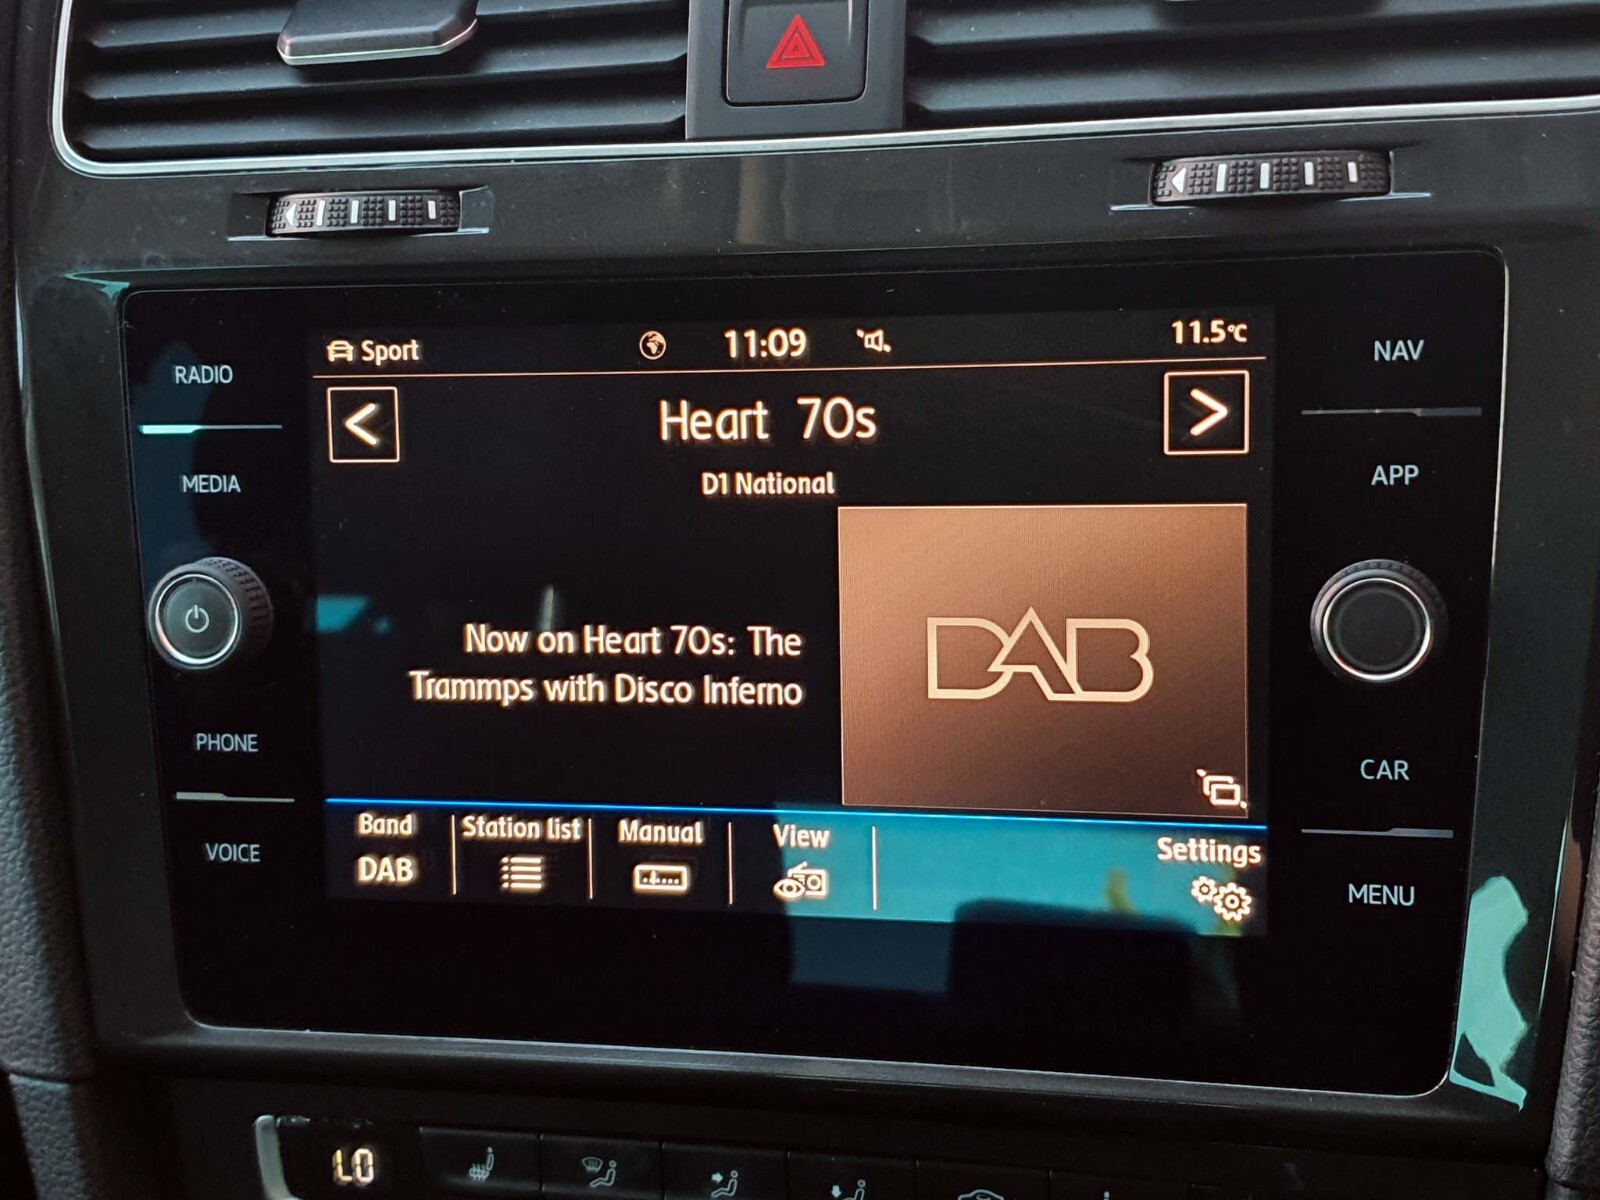 Sport 11:09 11.5°C
Heart 70s
D1 National
Now on Heart 70s: The
Trammps with Disco Inferno
DAB
Band
DAB
Station list
Manual
View
Settings
RADIO
MEDIA
PHONE
VOICE
NAV
APP
CAR
MENU
LO